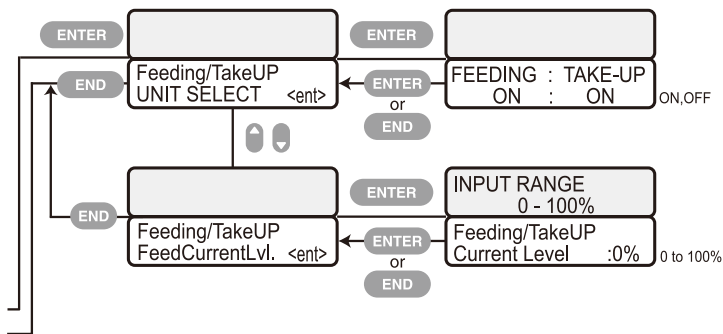 ENTER
ENTER
Feeding/TakeUP
UNIT SELECT <ent>
END
ENTER
or
END
FEEDING : TAKE-UP
ON : ON
ON,OFF
ENTER
INPUT RANGE
0 - 100%
END
Feeding/TakeUP
FeedCurrentLvl. <ent>
ENTER
or
END
Feeding/TakeUP
Current Level :0%
0 to 100%